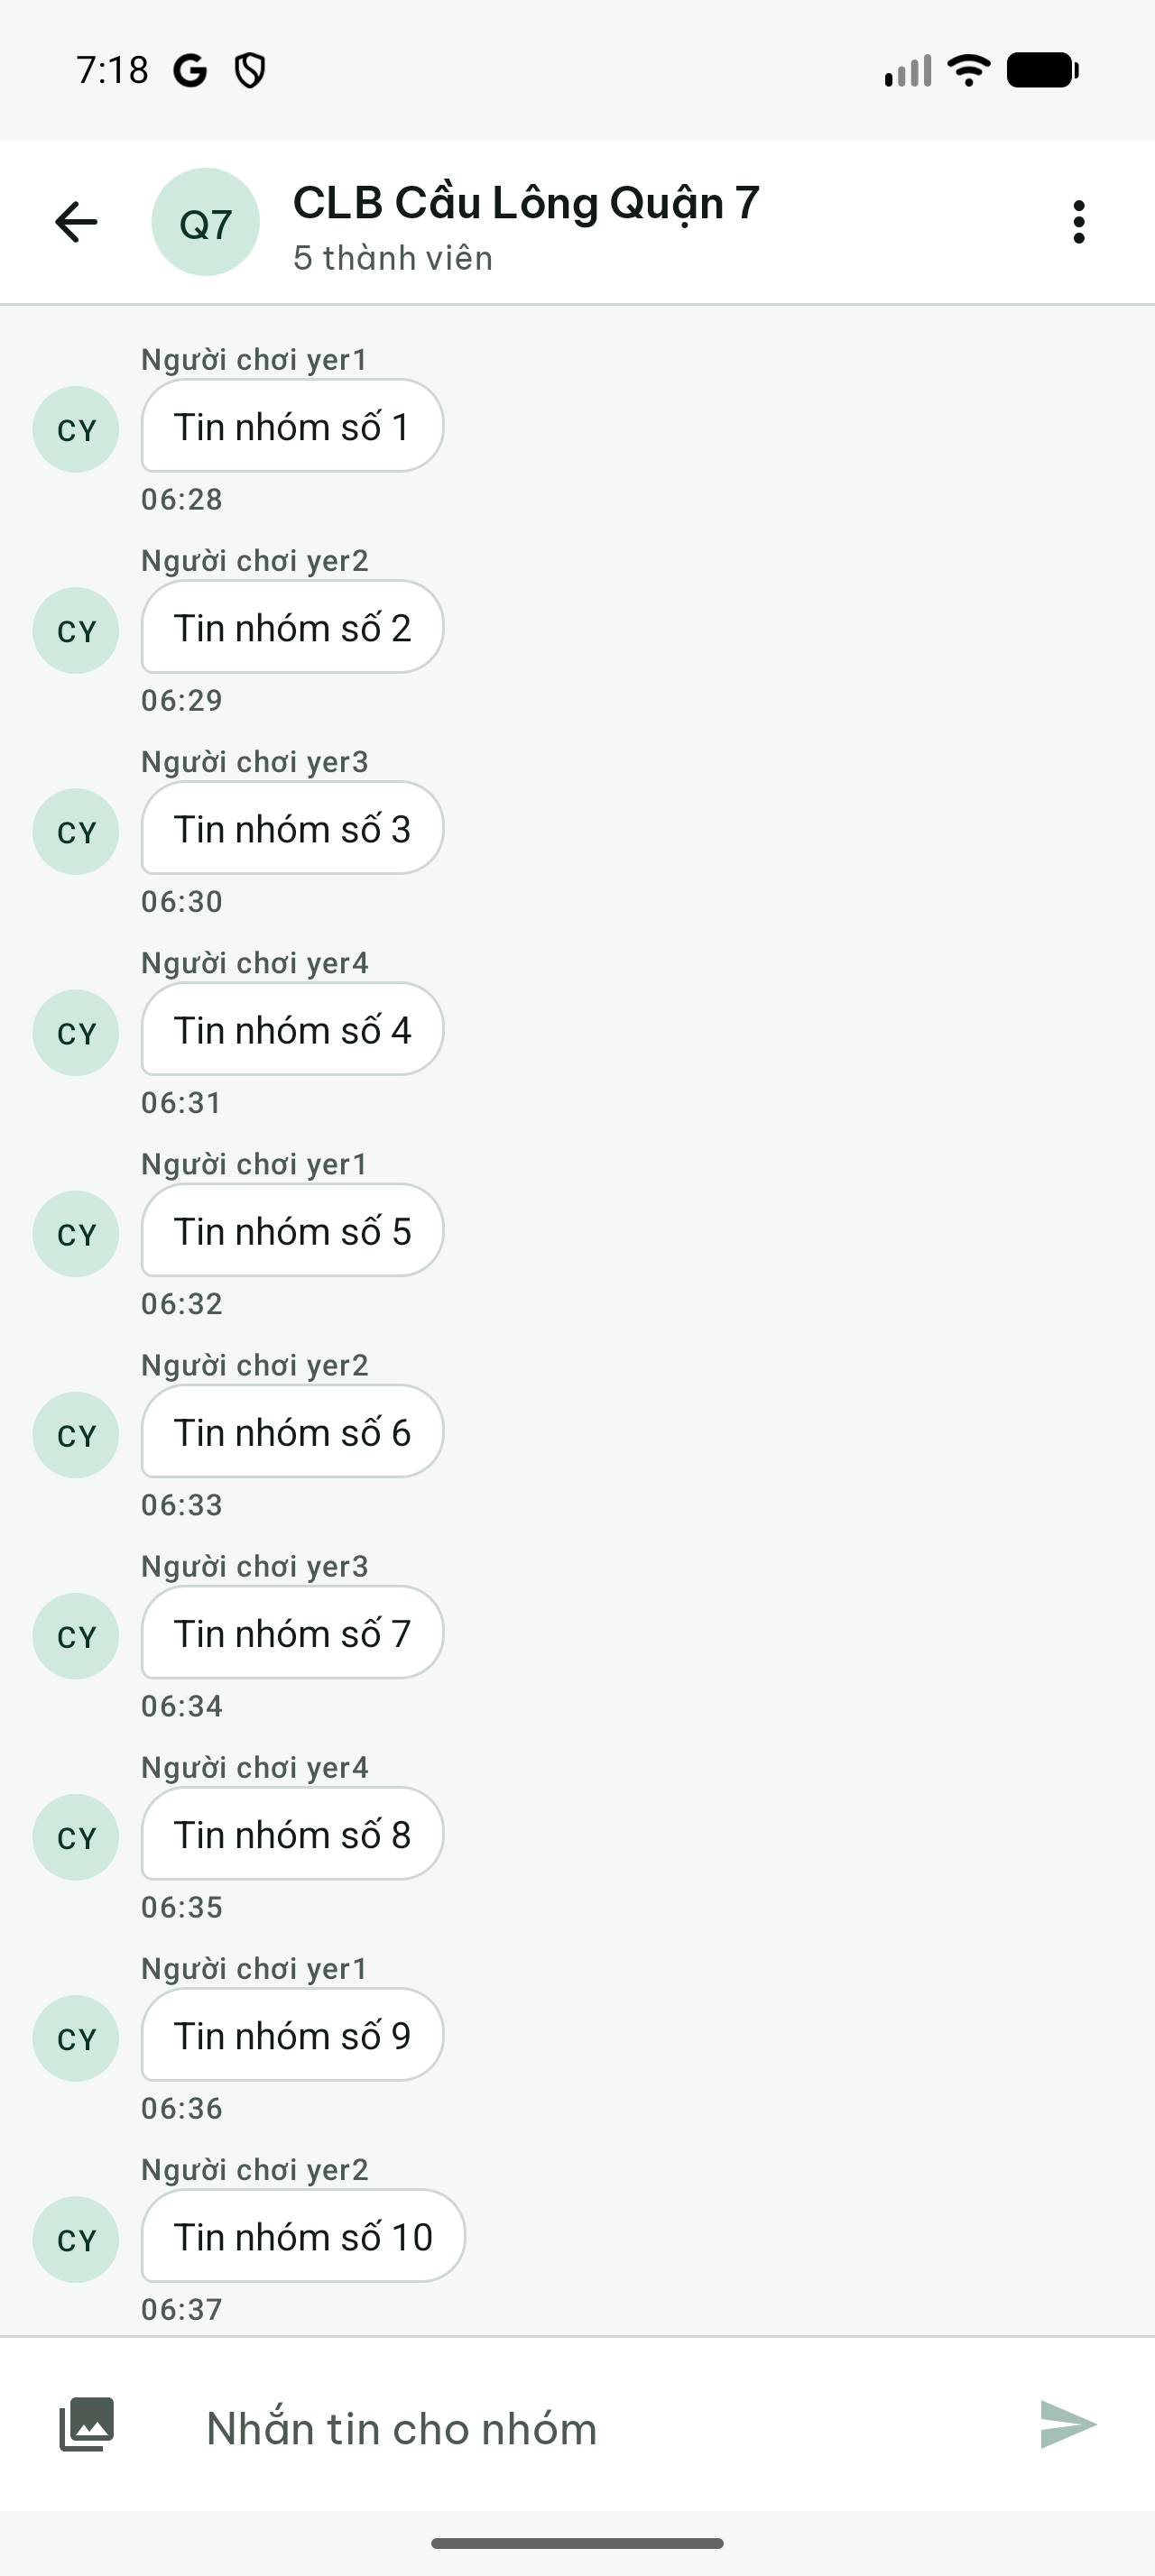 7:18
Q7
CLB Cầu Lông Quận 7
5 thành viên
Người chơi yer1
CY
Tin nhóm số 1
06:28
Người chơi yer2
CY
Tin nhóm số 2
06:29
Người chơi yer3
CY
Tin nhóm số 3
06:30
Người chơi yer4
CY
Tin nhóm số 4
06:31
Người chơi yer1
CY
Tin nhóm số 5
06:32
Người chơi yer2
CY
Tin nhóm số 6
06:33
Người chơi yer3
CY
Tin nhóm số 7
06:34
Người chơi yer4
CY
Tin nhóm số 8
06:35
Người chơi yer1
CY
Tin nhóm số 9
06:36
Người chơi yer2
CY
Tin nhóm số 10
06:37
Nhắn tin cho nhóm